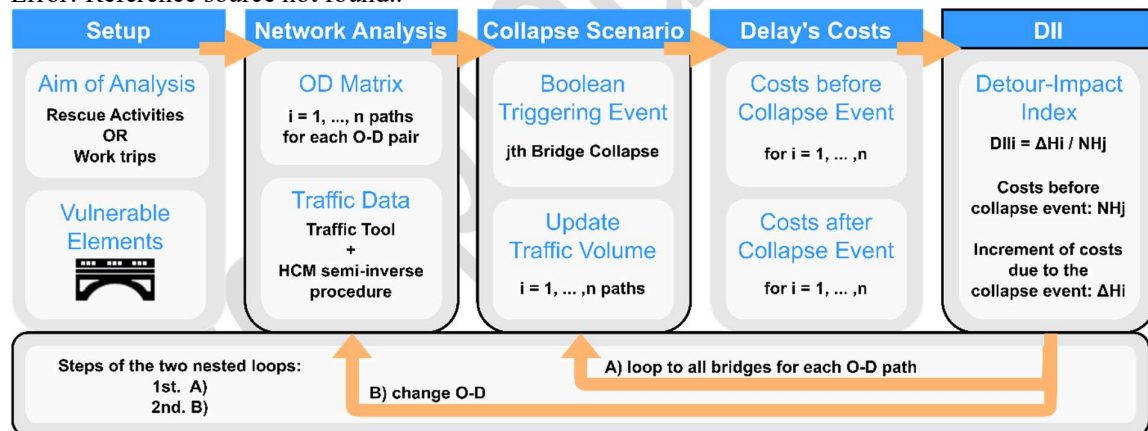 Error: Reference source not found..
Setup
Network Analysis
Collapse Scenario
Delay's Costs
DII
Aim of Analysis
Rescue Activities
OR
Work trips
Vulnerable
Elements
OD Matrix
i = 1, ..., n paths
for each O-D pair
Traffic Data
Traffic Tool
+
HCM semi-inverse
procedure
Boolean
Triggering Event
jth Bridge Collapse
Update
Traffic Volume
i = 1, ... ,n paths
Costs before
Collapse Event
for i = 1, ... ,n
Costs after
Collapse Event
for i = 1, ... ,n
Detour-Impact
Index
DIIi = ΔHi / NHj
Costs before
collapse event: NHj
Increment of costs
due to the
collapse event: ΔHi
Steps of the two nested loops:
1st. A)
2nd. B)
A) loop to all bridges for each O-D path
B) change O-D